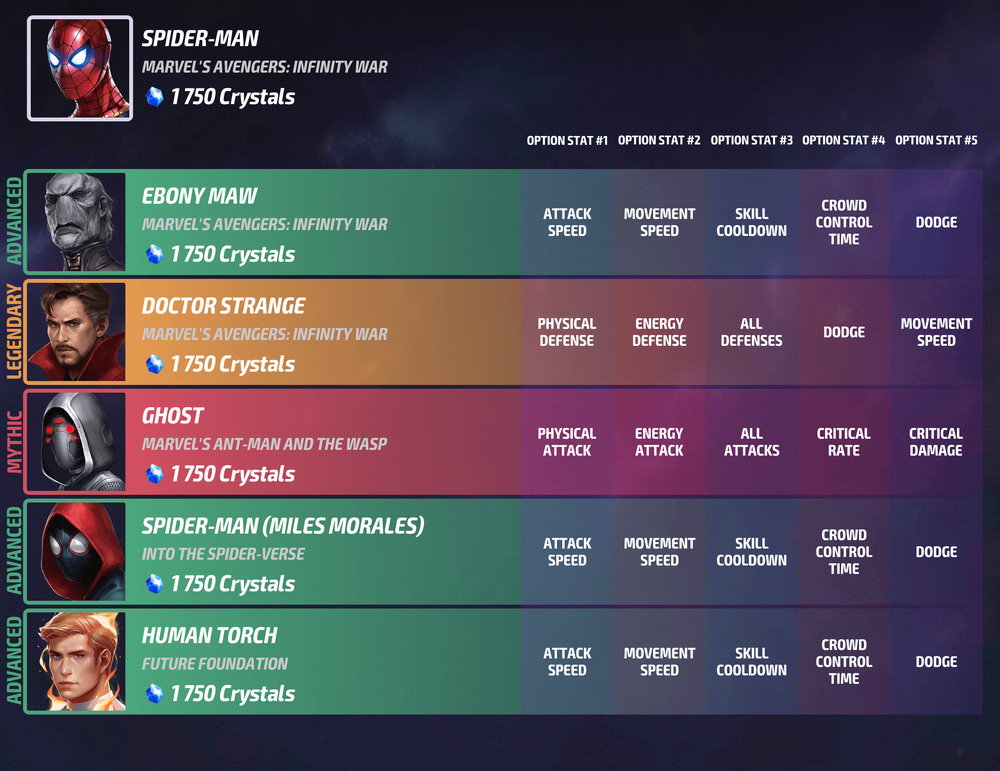 SPIDER-MAN
MARVEL'S AVENGERS: INFINITY WAR
1 750 Crystals
OPTION STAT #1 OPTION STAT #2 OPTION STAT #3 OPTION STAT #4 OPTION STAT #5
ADVANCED
EBONY MAW
MARVEL'S AVENGERS: INFINITY WAR
1 750 Crystals
ATTACK SPEED
MOVEMENT SPEED
SKILL COOLDOWN
CROWD CONTROL TIME
DODGE
LEGENDARY
DOCTOR STRANGE
MARVEL'S AVENGERS: INFINITY WAR
1 750 Crystals
PHYSICAL DEFENSE
ENERGY DEFENSE
ALL DEFENSES
DODGE
MOVEMENT SPEED
MYTHIC
GHOST
MARVEL'S ANT-MAN AND THE WASP
1 750 Crystals
PHYSICAL ATTACK
ENERGY ATTACK
ALL ATTACKS
CRITICAL RATE
CRITICAL DAMAGE
ADVANCED
SPIDER-MAN (MILES MORALES)
INTO THE SPIDER-VERSE
1 750 Crystals
ATTACK SPEED
MOVEMENT SPEED
SKILL COOLDOWN
CROWD CONTROL TIME
DODGE
ADVANCED
HUMAN TORCH
FUTURE FOUNDATION
1 750 Crystals
ATTACK SPEED
MOVEMENT SPEED
SKILL COOLDOWN
CROWD CONTROL TIME
DODGE